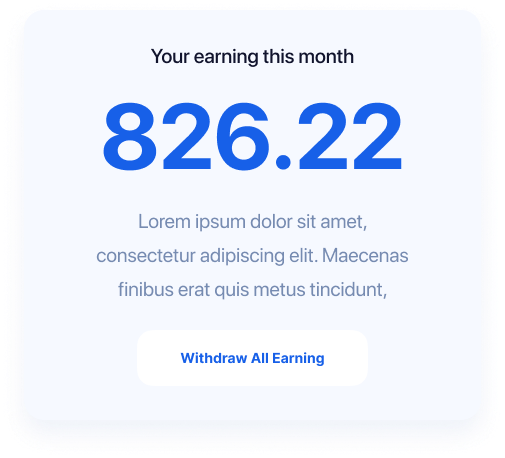 Your earning this month
826.22
Lorem ipsum dolor sit amet,
consectetur adipiscing elit. Maecenas
finibus erat quis metus tincidunt,
Withdraw All Earning